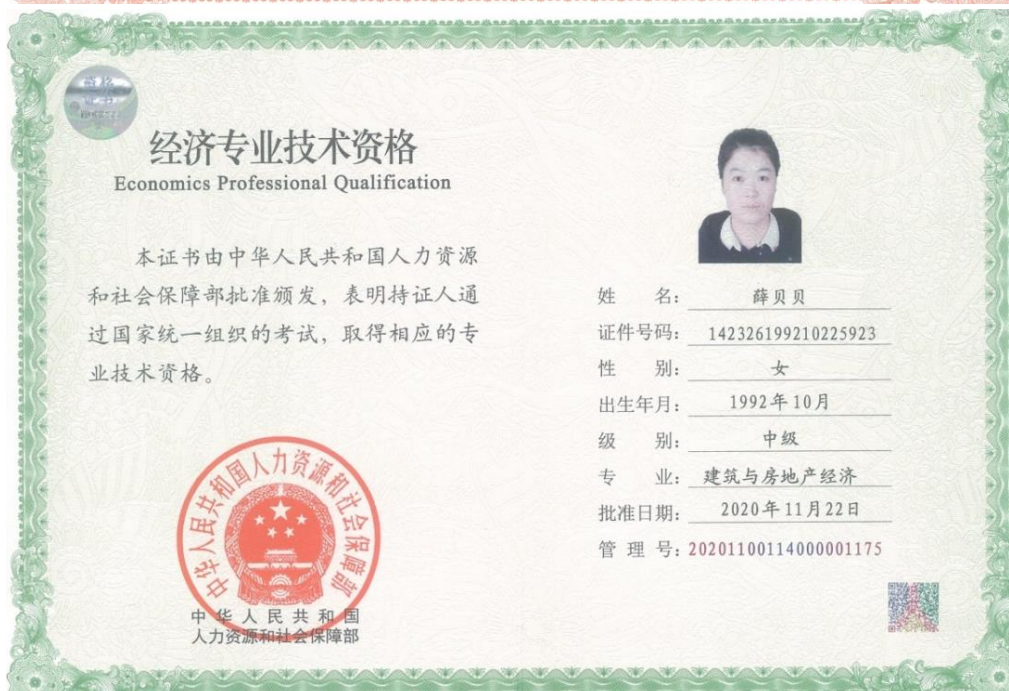 经济专业技术资格
Economics Professional Qualification
本证书由中华人民共和国人力资源
和社会保障部批准颁发，表明持证人通
过国家统一组织的考试，取得相应的专
业技术资格。
中华人民共和国人力资源和社会保障部
中华人民共和国
人力资源和社会保障部
姓 名：薛贝贝
证件号码：142326199210225923
性 别：女
出生年月：1992年10月
级 别：中级
专 业：建筑与房地产经济
批准日期：2020年11月22日
管 理 号：20201100114000001175